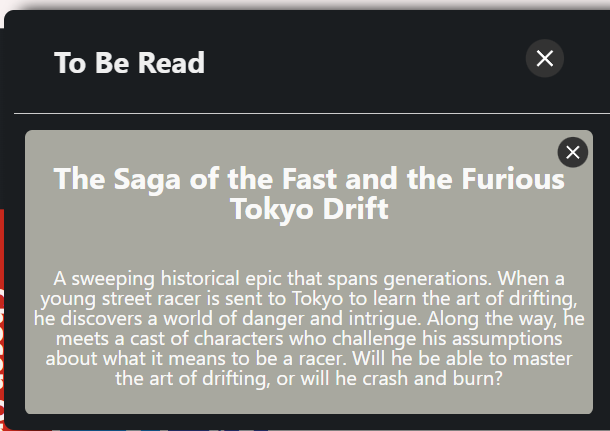 To Be Read
The Saga of the Fast and the Furious
Tokyo Drift
A sweeping historical epic that spans generations. When a
young street racer is sent to Tokyo to learn the art of drifting,
he discovers a world of danger and intrigue. Along the way, he
meets a cast of characters who challenge his assumptions
about what it means to be a racer. Will he be able to master
the art of drifting, or will he crash and burn?